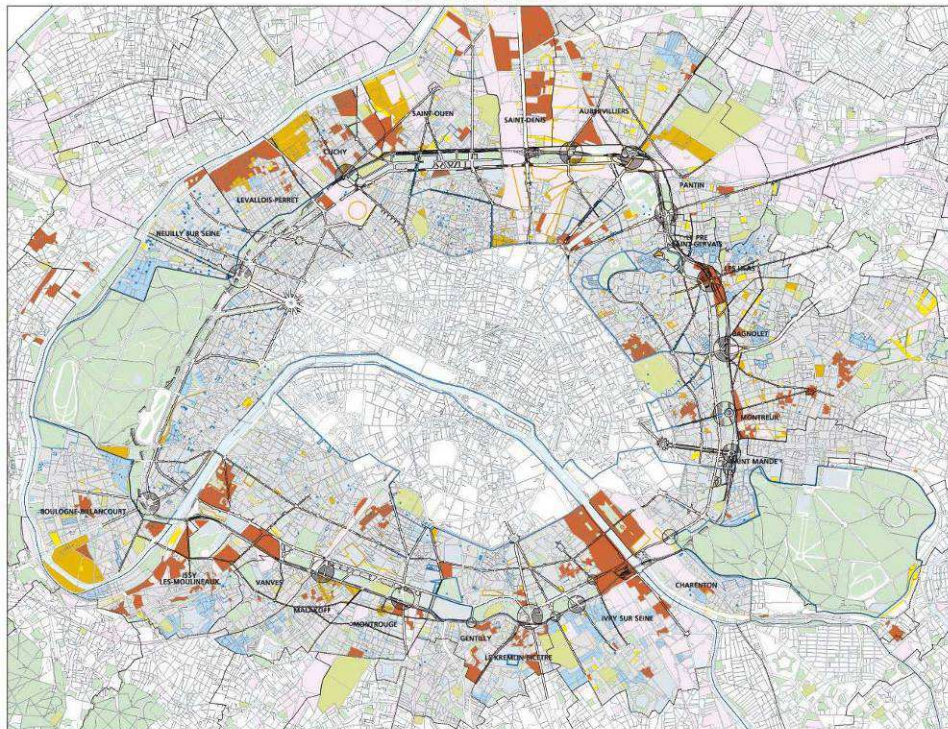 SAINT-OUEN
SAINT-DENIS
AUBERVILLIERS
CLICHY
LEVALLOIS-PERRET
PANTIN
NEUILLY SUR SEINE
LE PRE
SAINT-GERVAIS
LES LILAS
BAGNOLET
MONTREUIL
SAINT MANDE
BOULOGNE-BILLANCOURT
ISSY
LES-MOULINEAUX
VANVES
MALAKOFF
MONTROUGE
GENTILLY
LE KREMLIN-BICETRE
IVRY SUR SEINE
CHARENTON